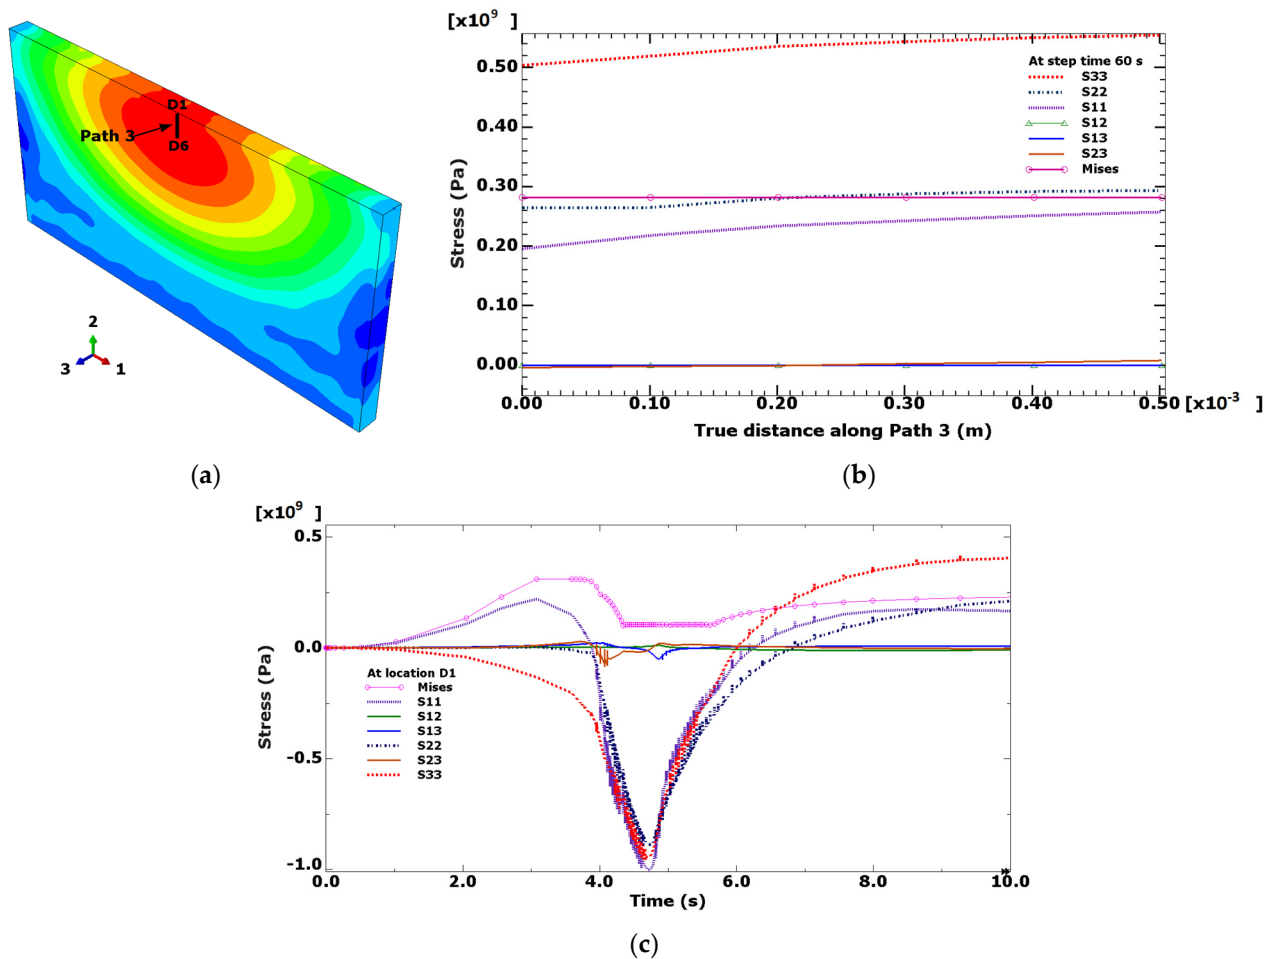 D1
Path 3
D6
2
3
1
(a)
[x10⁹ ]
0.50
0.40
0.30
0.20
0.10
0.00
Stress (Pa)
At step time 60 s
S33
S22
S11
S12
S13
S23
Mises
0.00
0.10
0.20
0.30
0.40
0.50
[x10⁻³ ]
True distance along Path 3 (m)
(b)
[x10⁹ ]
0.5
0.0
-0.5
-1.0
Stress (Pa)
At location D1
Mises
S11
S12
S13
S22
S23
S33
0.0
2.0
4.0
6.0
8.0
10.0
Time (s)
(c)